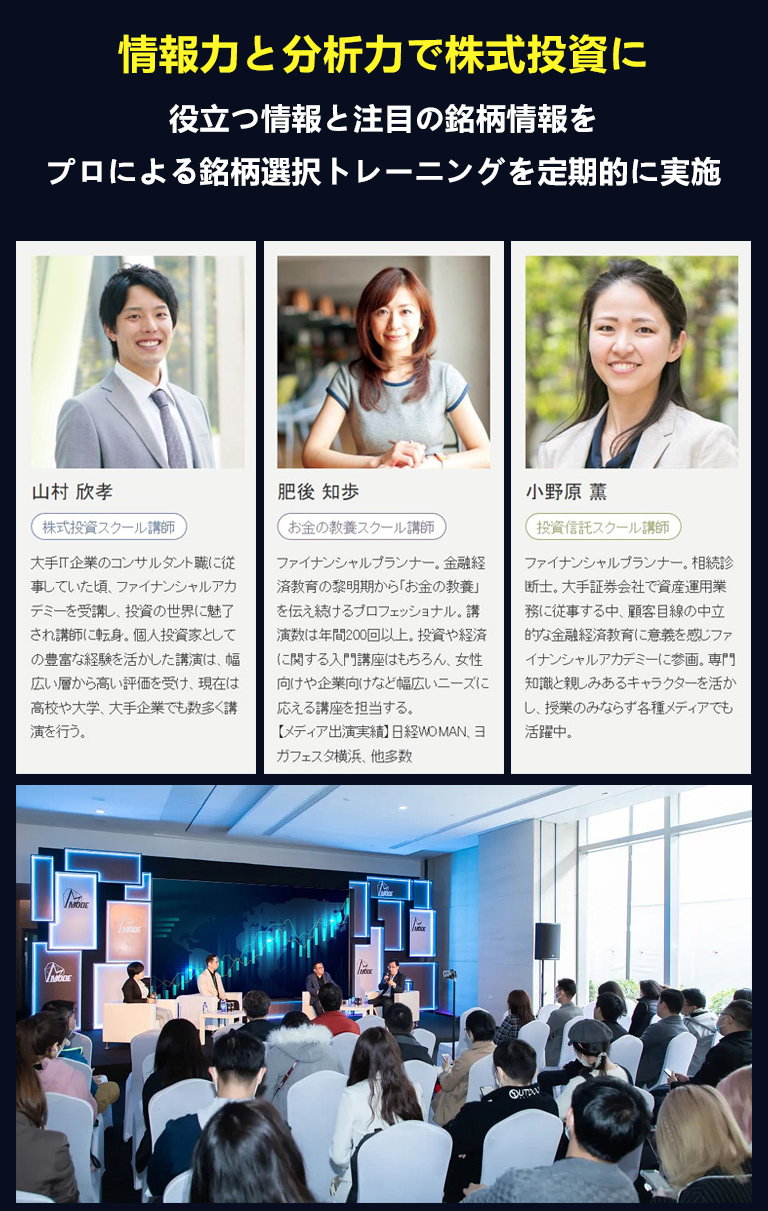 情報力と分析力で株式投資に
役立つ情報と注目の銘柄情報を
プロによる銘柄選択トレーニングを定期的に実施
山村 欣孝
株式投資スクール講師
大手IT企業のコンサルタント職に従
事していた頃、ファイナンシャルアカ
デミーを受講し、投資の世界に魅了
され講師に転身。個人投資家として
の豊富な経験を活かした講演は、幅
広い層から高い評価を受け、現在は
高校や大学、大手企業でも数多く講
演を行う。
肥後 知歩
お金の教養スクール講師
ファイナンシャルプランナー。金融経
済教育の黎明期から「お金の教養」
を伝え続けるプロフェッショナル。講
演数は年間200回以上。投資や経済
に関する入門講座はもちろん、女性
向けや企業向けなど幅広いニーズに
応える講座を担当する。
【メディア出演実績】日経WOMAN、ヨ
ガフェスタ横浜、他多数
小野原 薫
投資信託スクール講師
ファイナンシャルプランナー。相続診
断士。大手証券会社で資産運用業
務に従事する中、顧客目線の中立
的な金融経済教育に意義を感じファ
イナンシャルアカデミーに参画。専門
知識と親しみあるキャラクターを活か
し、授業のみならず各種メディアでも
活躍中。
MODE
MODE
MODE
MODE
MODE
MODE
OUTDOOR